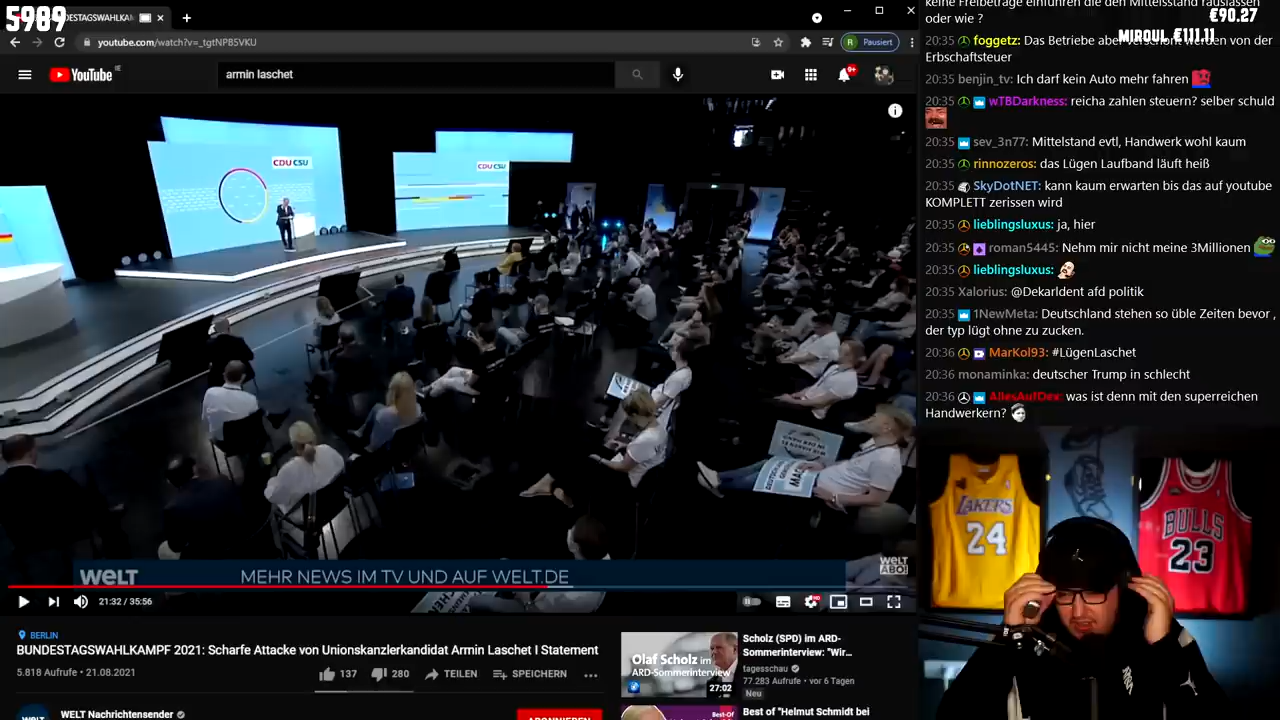 5989
BUNDESTAGSWAHLKAM
youtube.com/watch?v=_tgtNPB5VKU
R Pausiert
YouTube IE
armin laschet
9+
CDU CSU
CDU CSU
WELT
MEHR NEWS IM TV UND AUF WELT.DE
WELT
ABO!
21:32 / 35:56
HD
BERLIN
BUNDESTAGSWAHLKAMPF 2021: Scharfe Attacke von Unionskanzlerkandidat Armin Laschet I Statement
5.818 Aufrufe • 21.08.2021
137
280
TEILEN
SPEICHERN
WELT Nachrichtensender
ABONNIEREN
Olaf Scholz im
ARD-Sommerinterview
27:02
Scholz (SPD) im ARD-
Sommerinterview: "Wir...
tagesschau
77.283 Aufrufe • vor 6 Tagen
Neu
Best-Of
Best of "Helmut Schmidt bei
keine Freibeträge einführen die den Mittelstand rauslassen
oder wie ?
€90.27
MIROUL €111.11
20:35 foggetz: Das Betriebe aber verschont werden von der
Erbschaftsteuer
20:35 benjin_tv: Ich darf kein Auto mehr fahren
20:35 wTBDarkness: reicha zahlen steuern? selber schuld
20:35 sev_3n77: Mittelstand evtl, Handwerk wohl kaum
20:35 rinnozeros: das Lügen Laufband läuft heiß
20:35 SkyDotNET: kann kaum erwarten bis das auf youtube
KOMPLETT zerissen wird
20:35 lieblingsluxus: ja, hier
20:35 roman5445: Nehm mir nicht meine 3Millionen
20:35 lieblingsluxus:
20:35 Xalorius: @Dekarldent afd politik
20:35 1NewMeta: Deutschland stehen so üble Zeiten bevor ,
der typ lügt ohne zu zucken.
20:36 MarKol93: #LügenLaschet
20:36 monaminka: deutscher Trump in schlecht
20:36 AllesAufDex: was ist denn mit den superreichen
Handwerkern?
LAKERS
24
BULLS
23